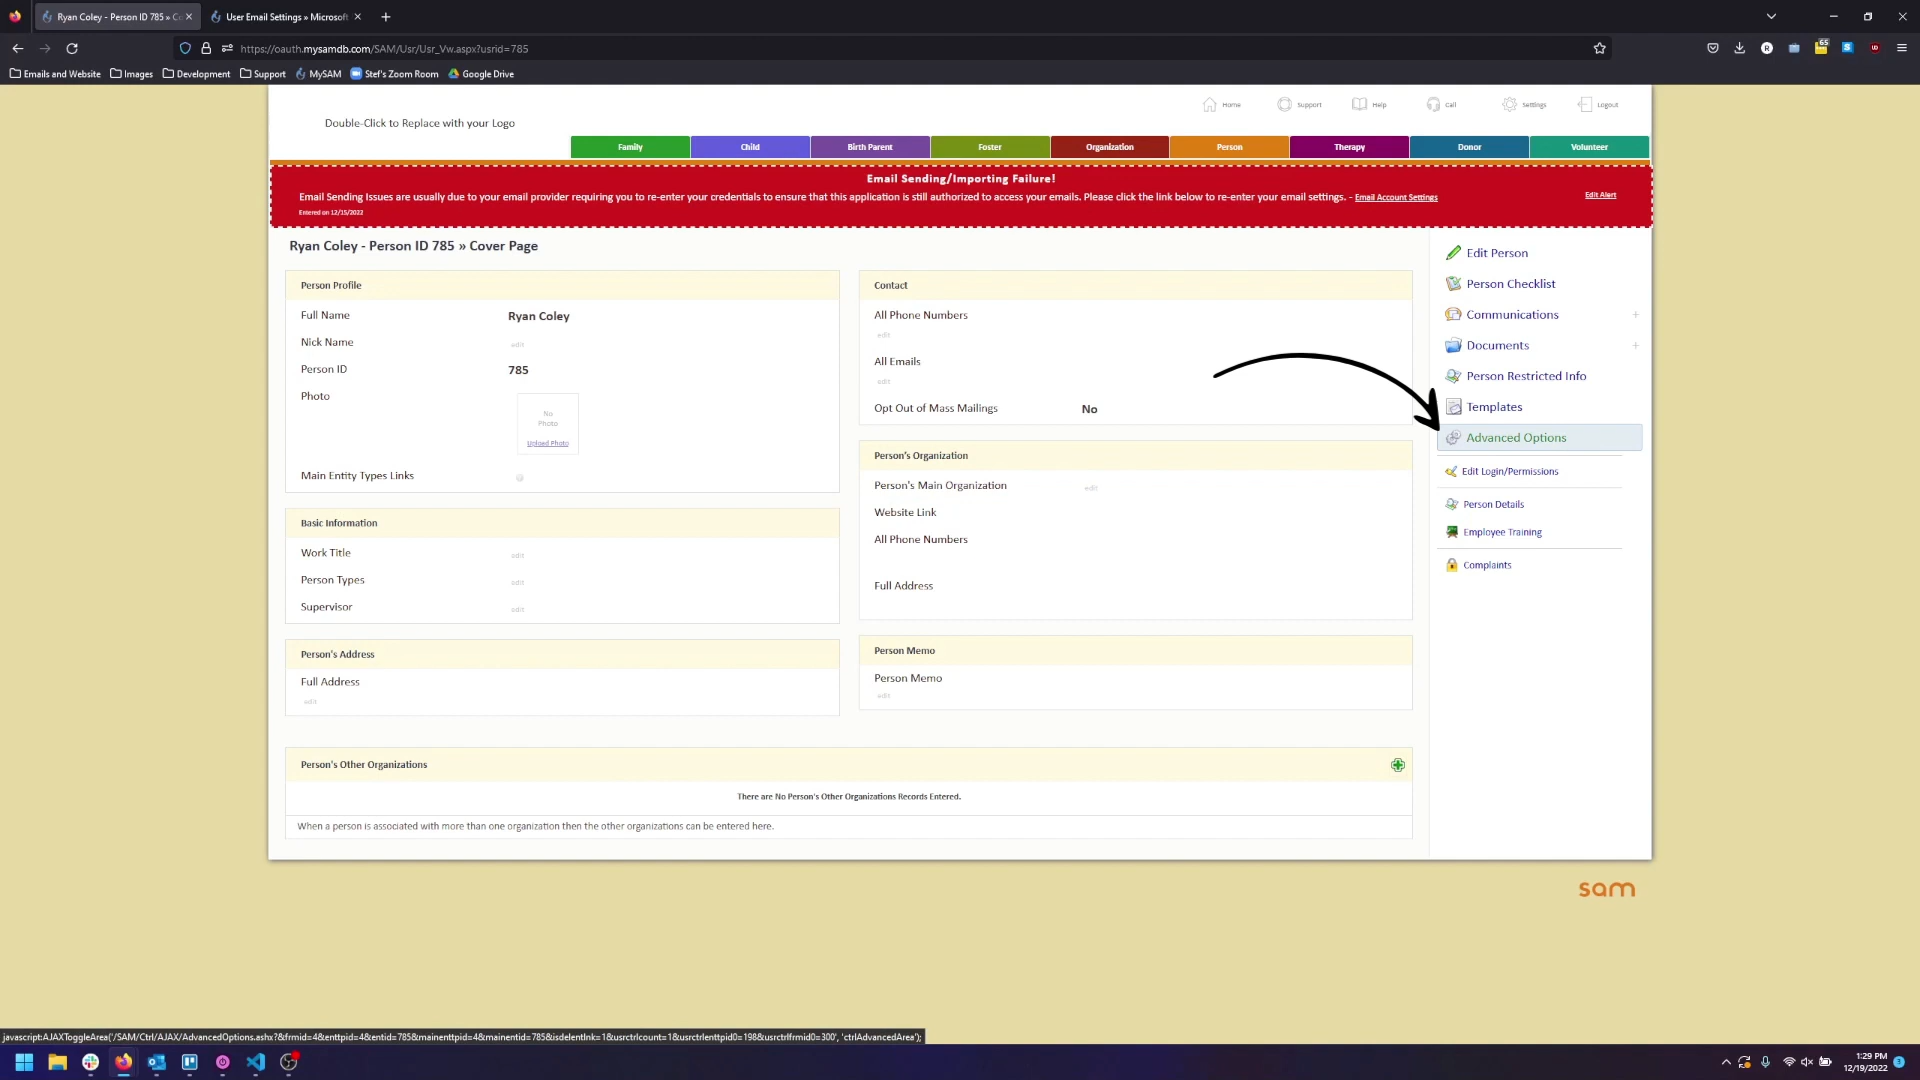 Ryan Coley - Person ID 785 » Co
User Email Settings » Microsoft
https://oauth.mysamdb.com/SAM/Usr/Usr_Vw.aspx?usrid=785
65
Emails and Website
Images
Development
Support
MySAM
Stef's Zoom Room
Google Drive
Home
Support
Help
Call
Settings
Logout
Double-Click to Replace with your Logo
Family
Child
Birth Parent
Foster
Organization
Person
Therapy
Donor
Volunteer
Email Sending/Importing Failure!
Email Sending Issues are usually due to your email provider requiring you to re-enter your credentials to ensure that this application is still authorized to access your emails. Please click the link below to re-enter your email settings. - Email Account Settings
Edit Alert
Entered on 12/15/2022
Ryan Coley - Person ID 785 » Cover Page
Person Profile
Full Name
Ryan Coley
Nick Name
edit
Person ID
785
Photo
No
Photo
Upload Photo
Main Entity Types Links
Basic Information
Work Title
edit
Person Types
edit
Supervisor
edit
Person's Address
Full Address
edit
Contact
All Phone Numbers
edit
All Emails
edit
Opt Out of Mass Mailings
No
Person's Organization
Person's Main Organization
edit
Website Link
All Phone Numbers
Full Address
Person Memo
Person Memo
edit
Person's Other Organizations
There are No Person's Other Organizations Records Entered.
When a person is associated with more than one organization then the other organizations can be entered here.
Edit Person
Person Checklist
Communications
Documents
Person Restricted Info
Templates
Advanced Options
Edit Login/Permissions
Person Details
Employee Training
Complaints
sam
javascript:AJAXToggleArea('/SAM/Ctrl/AJAX/AdvancedOptions.ashx?&frmid=4&enttpid=4&entid=785&mainenttpid=4&mainentid=785&isdelentlnk=1&usrctrlcount=1&usrctrlenttpid0=198&usrctrlfrmid0=300', 'ctrlAdvancedArea');
1:29 PM
12/19/2022
3